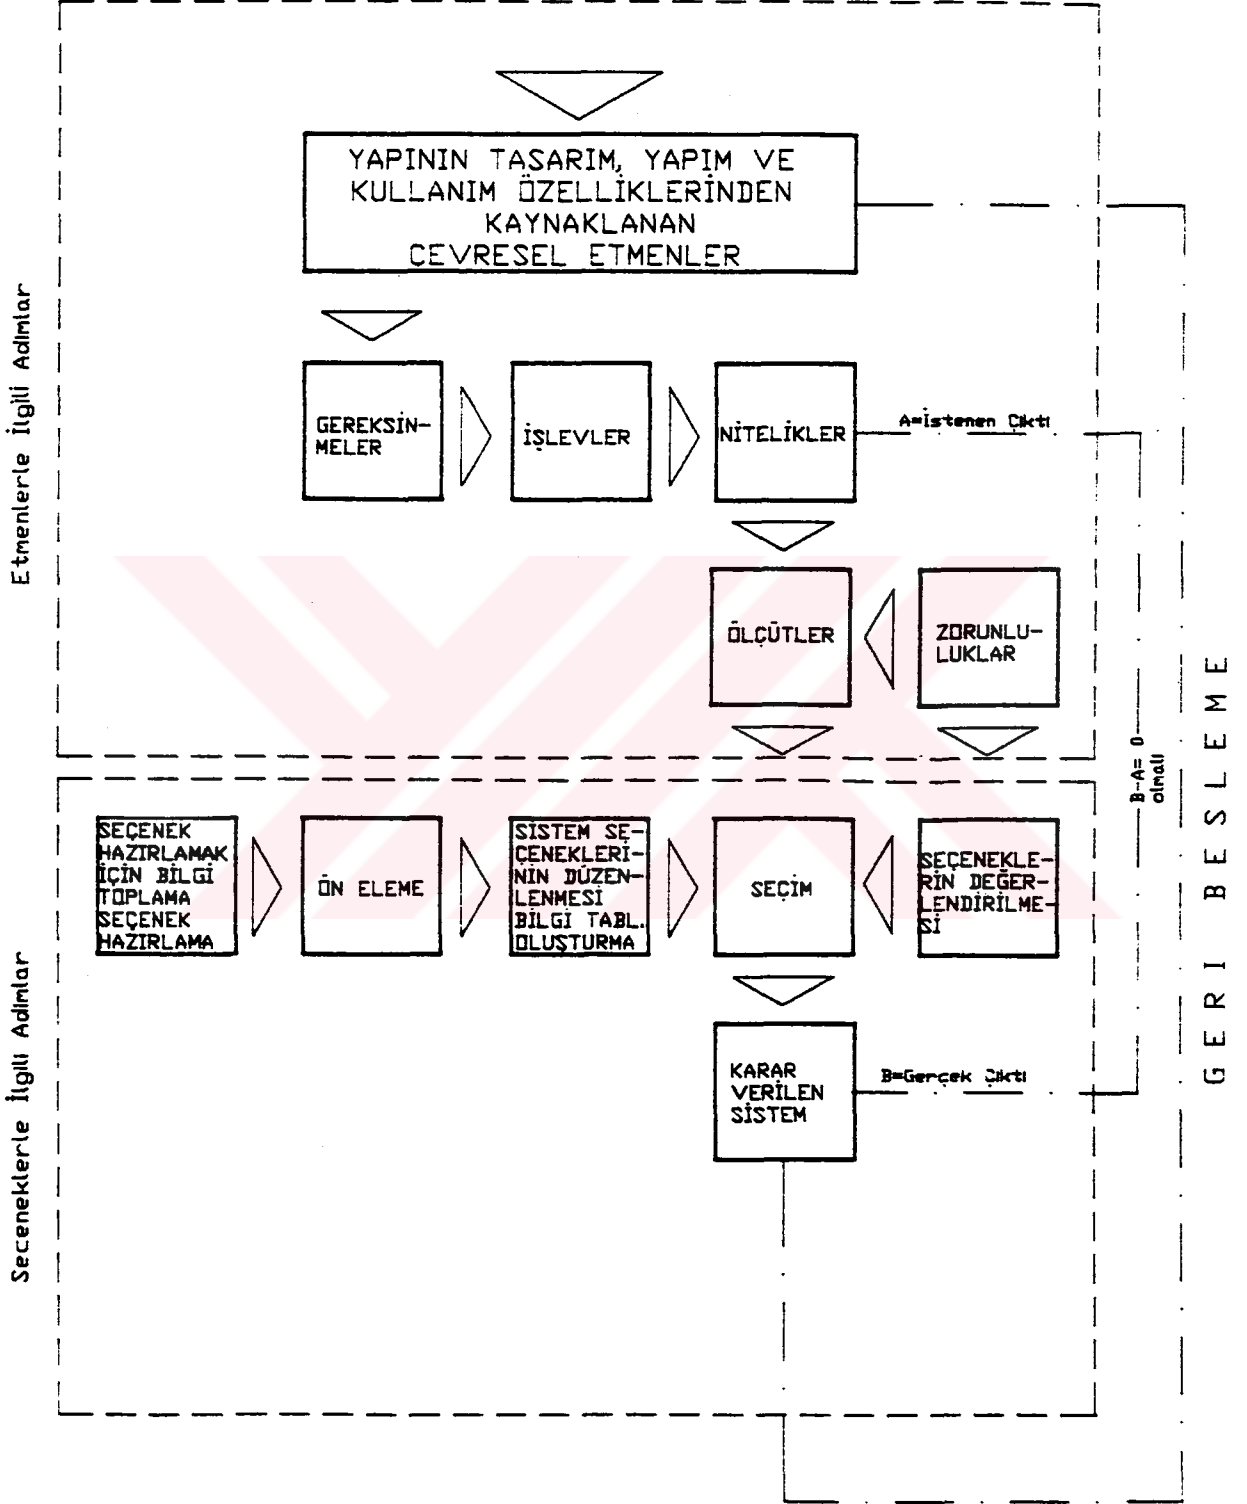 YAPININ TASARIM, YAPIM VE
KULLANIM ÖZELLİKLERİNDEN
KAYNAKLANAN
ÇEVRESEL ETMENLER
Etmenlerle İlgili Adımlar
GEREKSİN-
MELER
İŞLEVLER
NİTELİKLER
A=İstenen Çıktı
ÖLÇÜTLER
ZORUNLU-
LUKLAR
B-A= 0
olmalı
GERI BESLEME
Seceneklerle İlgili Adımlar
SEÇENEK
HAZIRLAMAK
İÇİN BİLGİ
TOPLAMA
SEÇENEK
HAZIRLAMA
ÖN ELEME
SİSTEM SE-
ÇENEKLERİ-
NİN DÜZEN-
LENMESİ
BİLGİ TABL.
OLUŞTURMA
SEÇİM
SEÇENEKLE-
RİN DEĞER-
LENDİRİLME-
Sİ
KARAR
VERİLEN
SİSTEM
B=Gerçek Çıktı